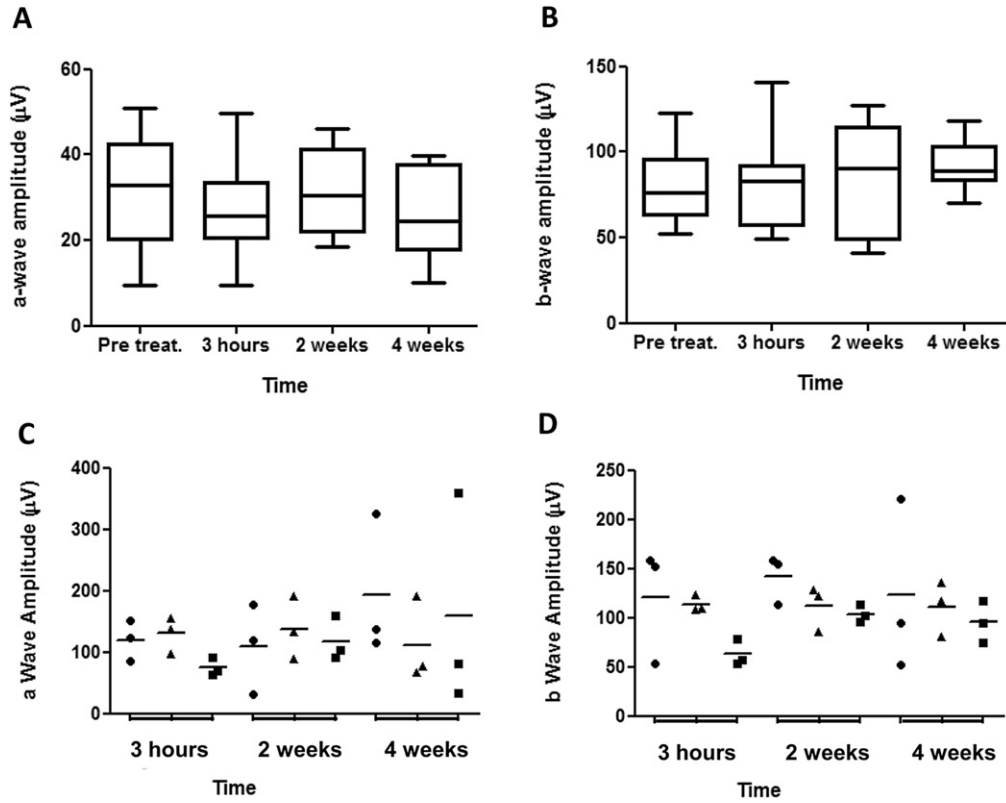 A
B
a-wave amplitude (µV)
60
40
20
0
Pre treat. 3 hours 2 weeks 4 weeks
Time
b-wave amplitude (µV)
150
100
50
0
Pre treat. 3 hours 2 weeks 4 weeks
Time
C
D
a Wave Amplitude (µV)
400
300
200
100
0
3 hours 2 weeks 4 weeks
Time
b Wave Amplitude (µV)
250
200
150
100
50
0
3 hours 2 weeks 4 weeks
Time